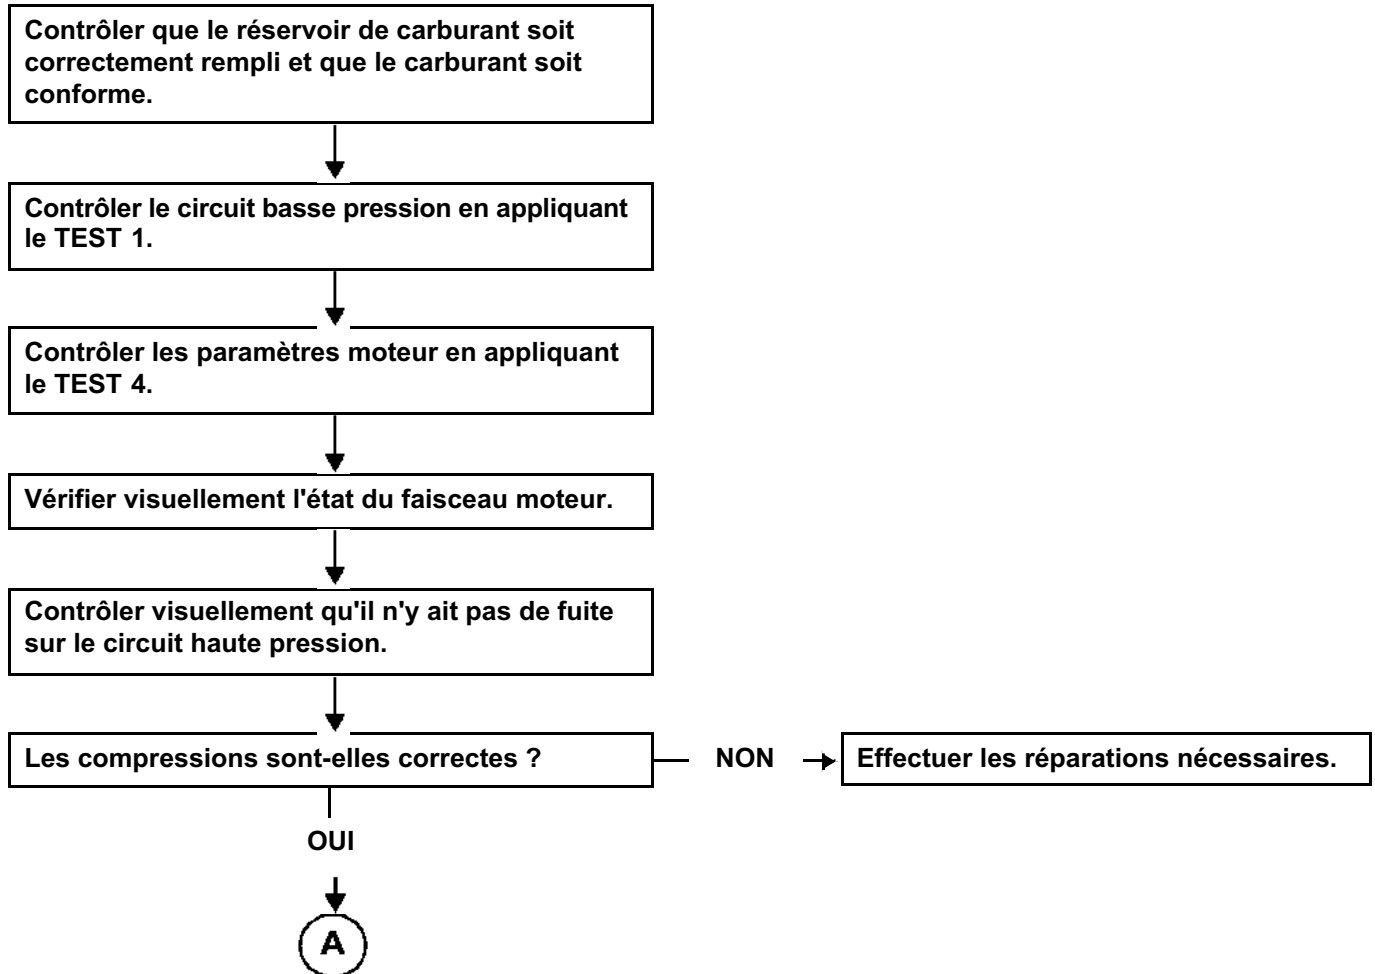 Contrôler que le réservoir de carburant soit
correctement rempli et que le carburant soit
conforme.
Contrôler le circuit basse pression en appliquant
le TEST 1.
Contrôler les paramètres moteur en appliquant
le TEST 4.
Vérifier visuellement l'état du faisceau moteur.
Contrôler visuellement qu'il n'y ait pas de fuite
sur le circuit haute pression.
Les compressions sont-elles correctes ?
NON
Effectuer les réparations nécessaires.
OUI
A